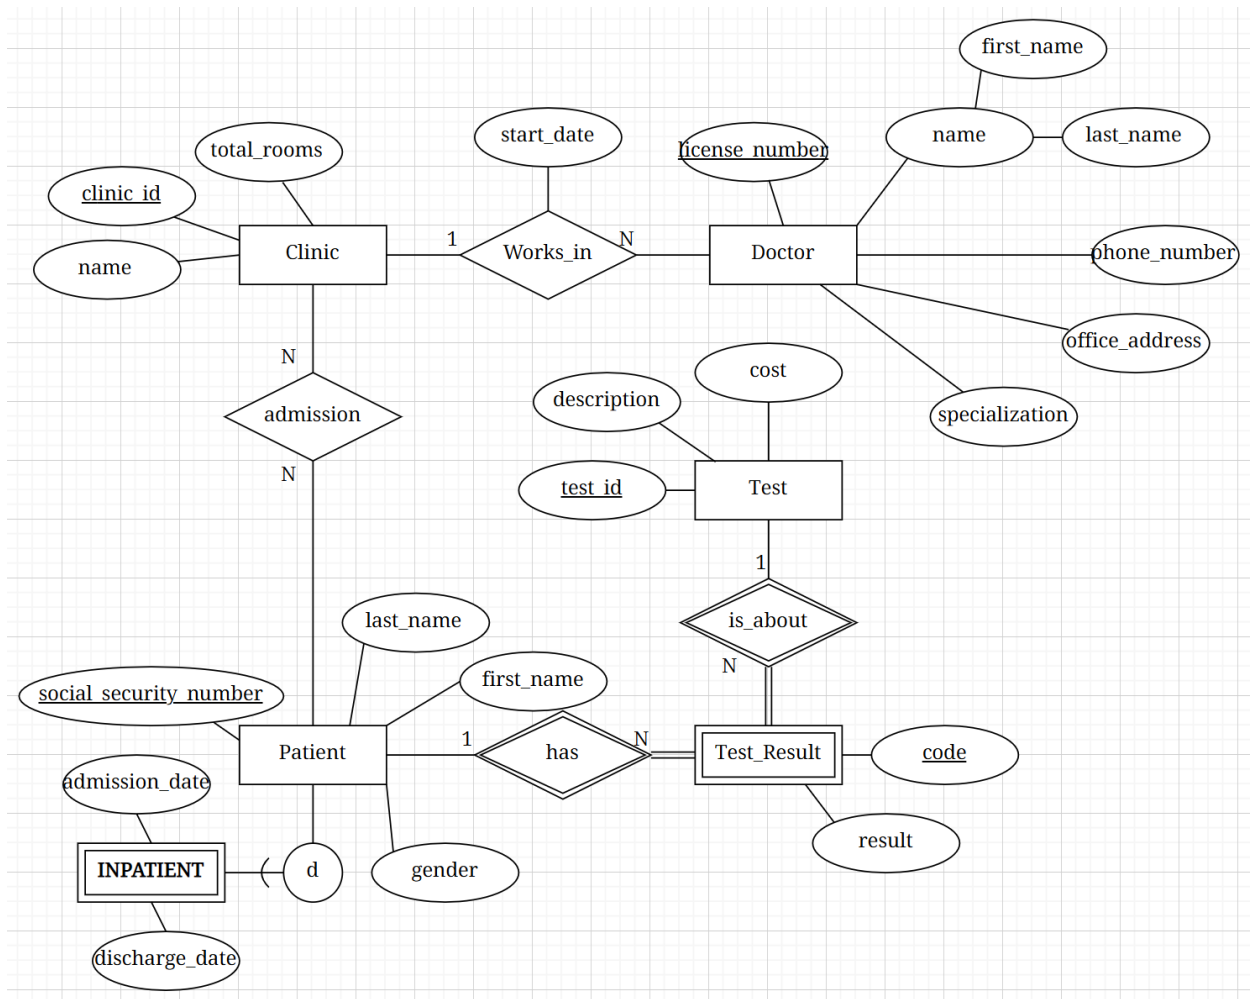 first_name
start_date
total_rooms
license_number
name
last_name
clinic_id
Clinic
1
Works_in
N
Doctor
phone_number
name
office_address
N
cost
admission
description
specialization
N
test_id
Test
1
last_name
is_about
N
first_name
social_security_number
Patient
1
has
N
Test_Result
code
admission_date
result
INPATIENT
d
gender
discharge_date